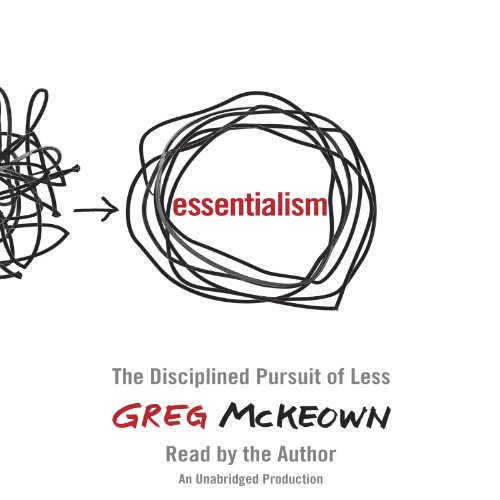 essentialism
The Disciplined Pursuit of Less
GREG McKEOWN
Read by the Author
An Unabridged Production